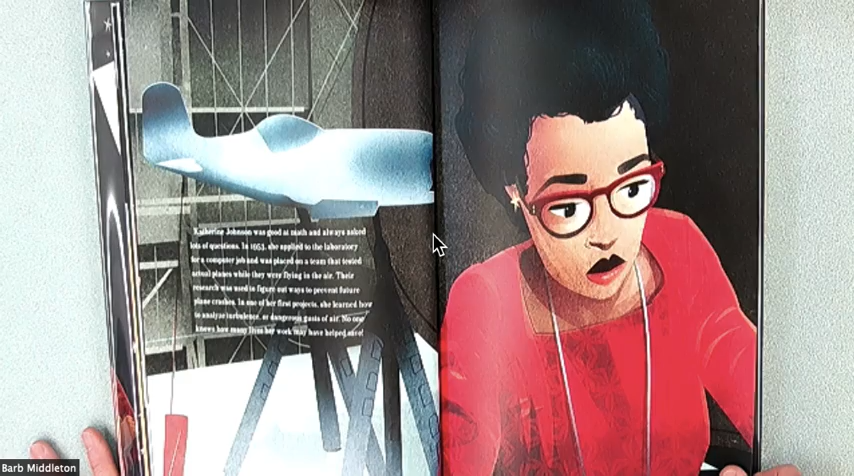 Katherine Johnson was good at math and always asked
lots of questions. In 1953, she applied to the laboratory
for a computer job and was placed on a team that tested
actual planes while they were flying in the air. Their
research was used to figure out ways to prevent future
plane crashes. In one of her first projects, she learned how
to analyze turbulence, or dangerous gusts of air. No one
knows how many lives her work may have helped save!
Barb Middleton